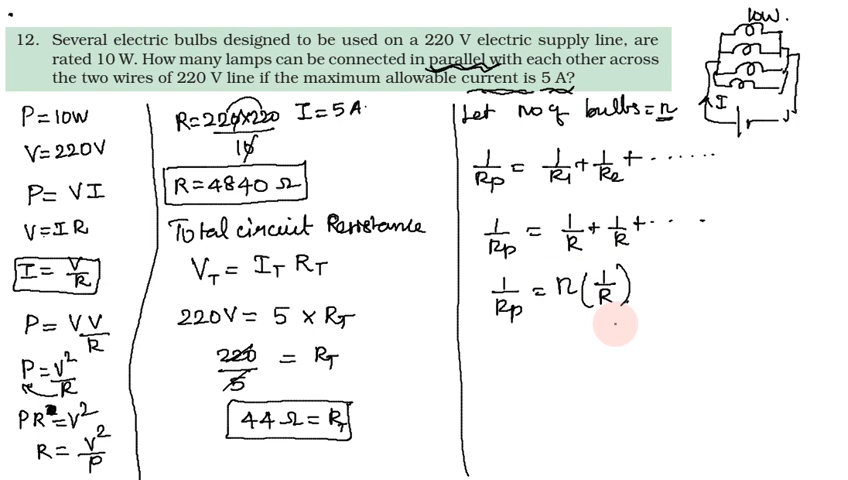 12. Several electric bulbs designed to be used on a 220 V electric supply line, are
rated 10 W. How many lamps can be connected in parallel with each other across
the two wires of 220 V line if the maximum allowable current is 5 A?
10W.
I
P = 10W
V = 220V
P = VI
V = IR
I = V/R
P = V V/R
P = V²/R
PR = V²
R = V²/P
R = 220×220/10 I = 5A.
R = 4840 Ω
Total circuit Resistance
V_T = I_T R_T
220V = 5 × R_T
220/5 = R_T
44 Ω = R_T
Let no of bulbs = n
1/Rp = 1/R1 + 1/R2 + ......
1/Rp = 1/R + 1/R + ....
1/Rp = n(1/R)